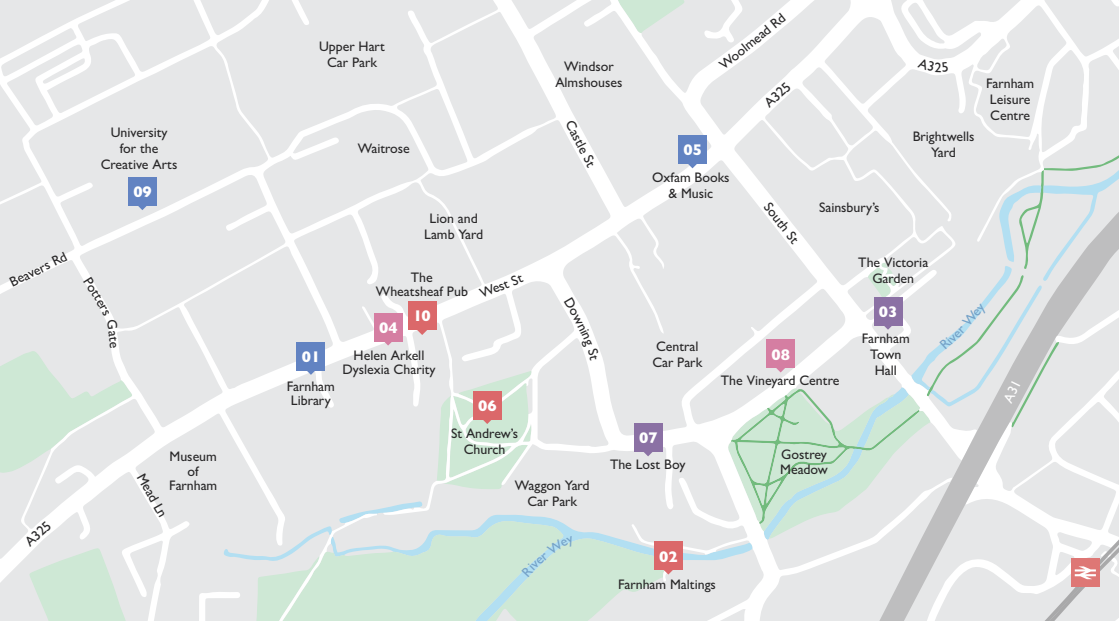 Upper Hart
Car Park
Windsor
Almshouses
Woolmead Rd
A325
A325
Farnham
Leisure
Centre
University
for the
Creative Arts
09
Waitrose
Castle St
05
Oxfam Books
& Music
Brightwells
Yard
Lion and
Lamb Yard
South St
Sainsbury's
Beavers Rd
Potters Gate
The
Wheatsheaf Pub
West St
The Victoria
Garden
10
04
Helen Arkell
Dyslexia Charity
Downing St
03
Farnham
Town
Hall
River Wey
01
Farnham
Library
Central
Car Park
08
The Vineyard Centre
A31
06
St Andrew's
Church
07
The Lost Boy
Gostrey
Meadow
Museum
of
Farnham
Mead Ln
Waggon Yard
Car Park
A325
River Wey
02
Farnham Maltings